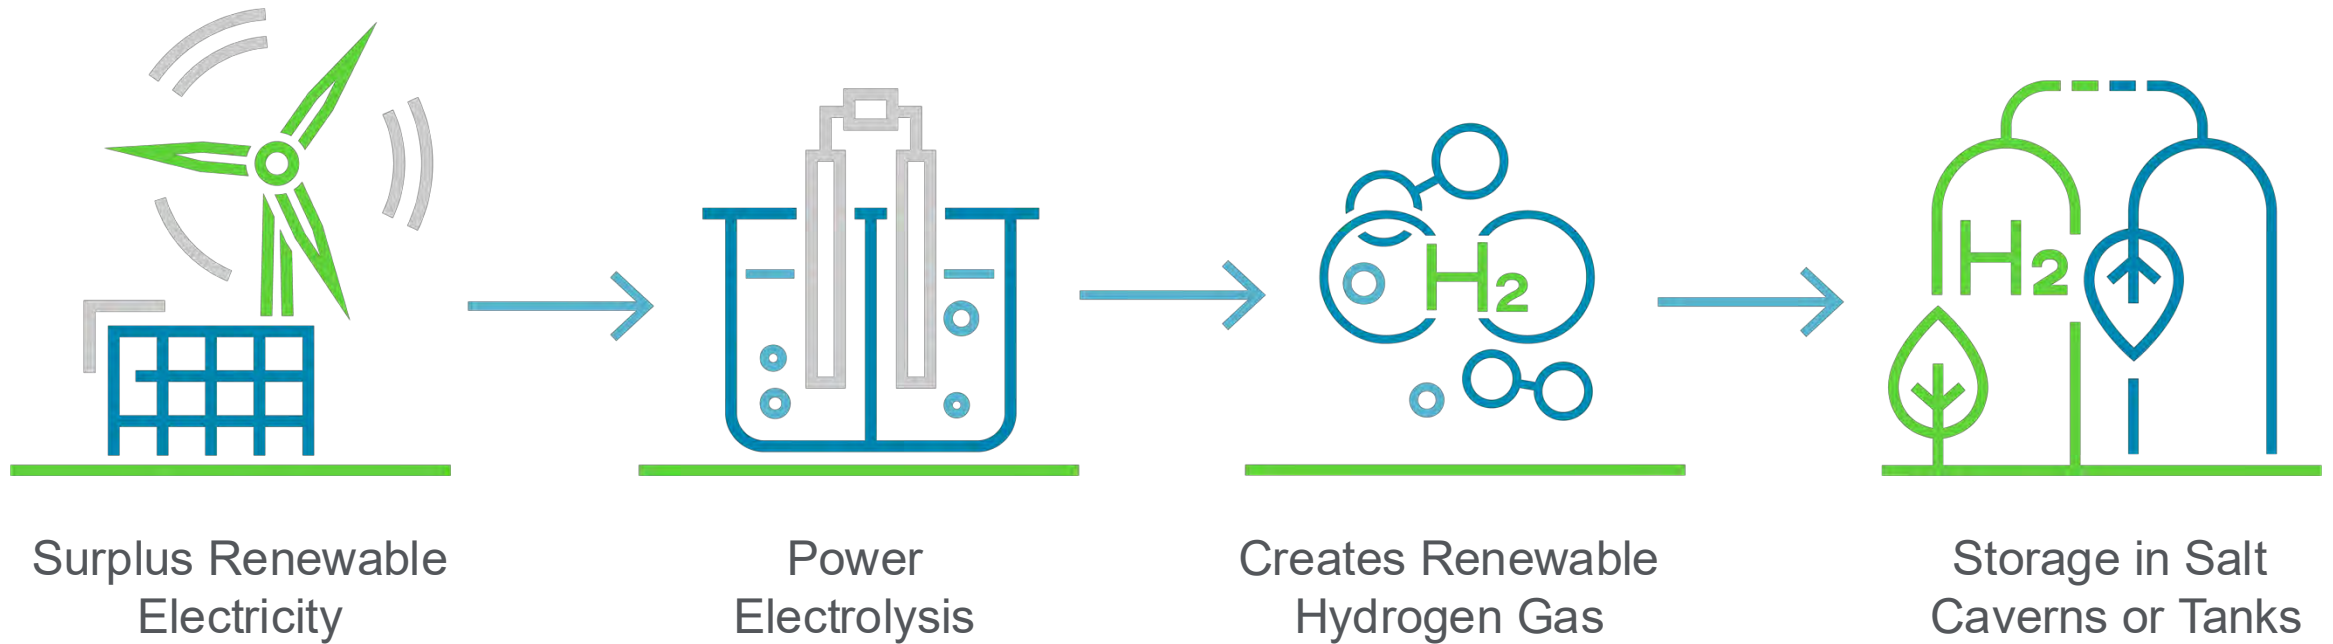 H2
H2
Surplus Renewable
Electricity
Power
Electrolysis
Creates Renewable
Hydrogen Gas
Storage in Salt
Caverns or Tanks